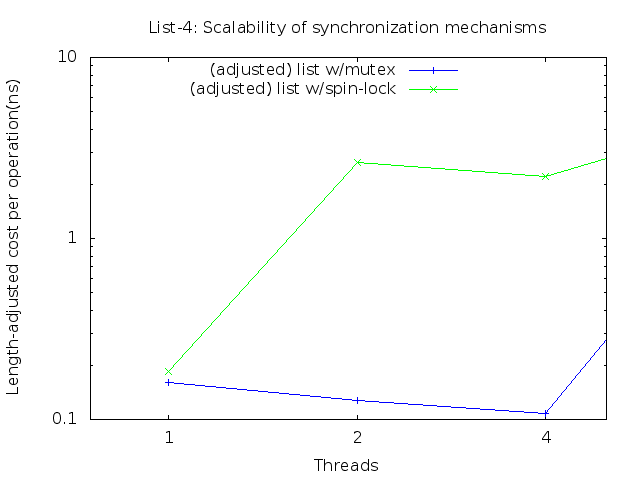 List-4: Scalability of synchronization mechanisms
(adjusted) list w/mutex
(adjusted) list w/spin-lock
Length-adjusted cost per operation(ns)
10
1
0.1
1 2 4
Threads